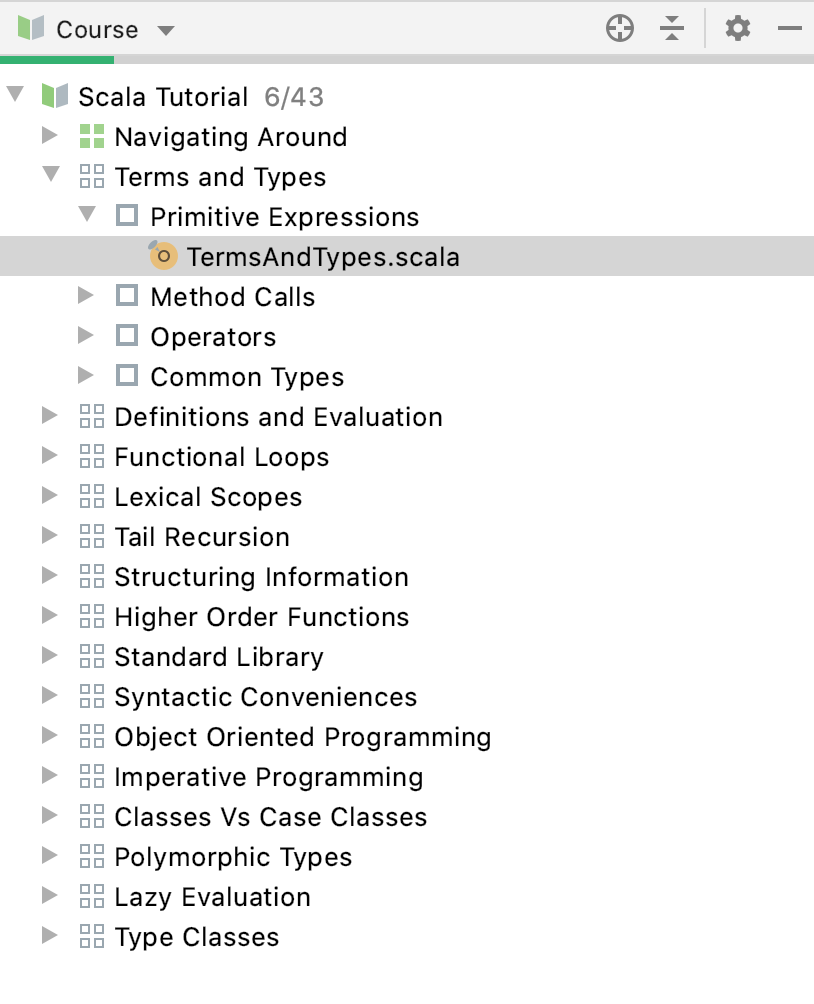 Course
Scala Tutorial 6/43
Navigating Around
Terms and Types
Primitive Expressions
TermsAndTypes.scala
Method Calls
Operators
Common Types
Definitions and Evaluation
Functional Loops
Lexical Scopes
Tail Recursion
Structuring Information
Higher Order Functions
Standard Library
Syntactic Conveniences
Object Oriented Programming
Imperative Programming
Classes Vs Case Classes
Polymorphic Types
Lazy Evaluation
Type Classes